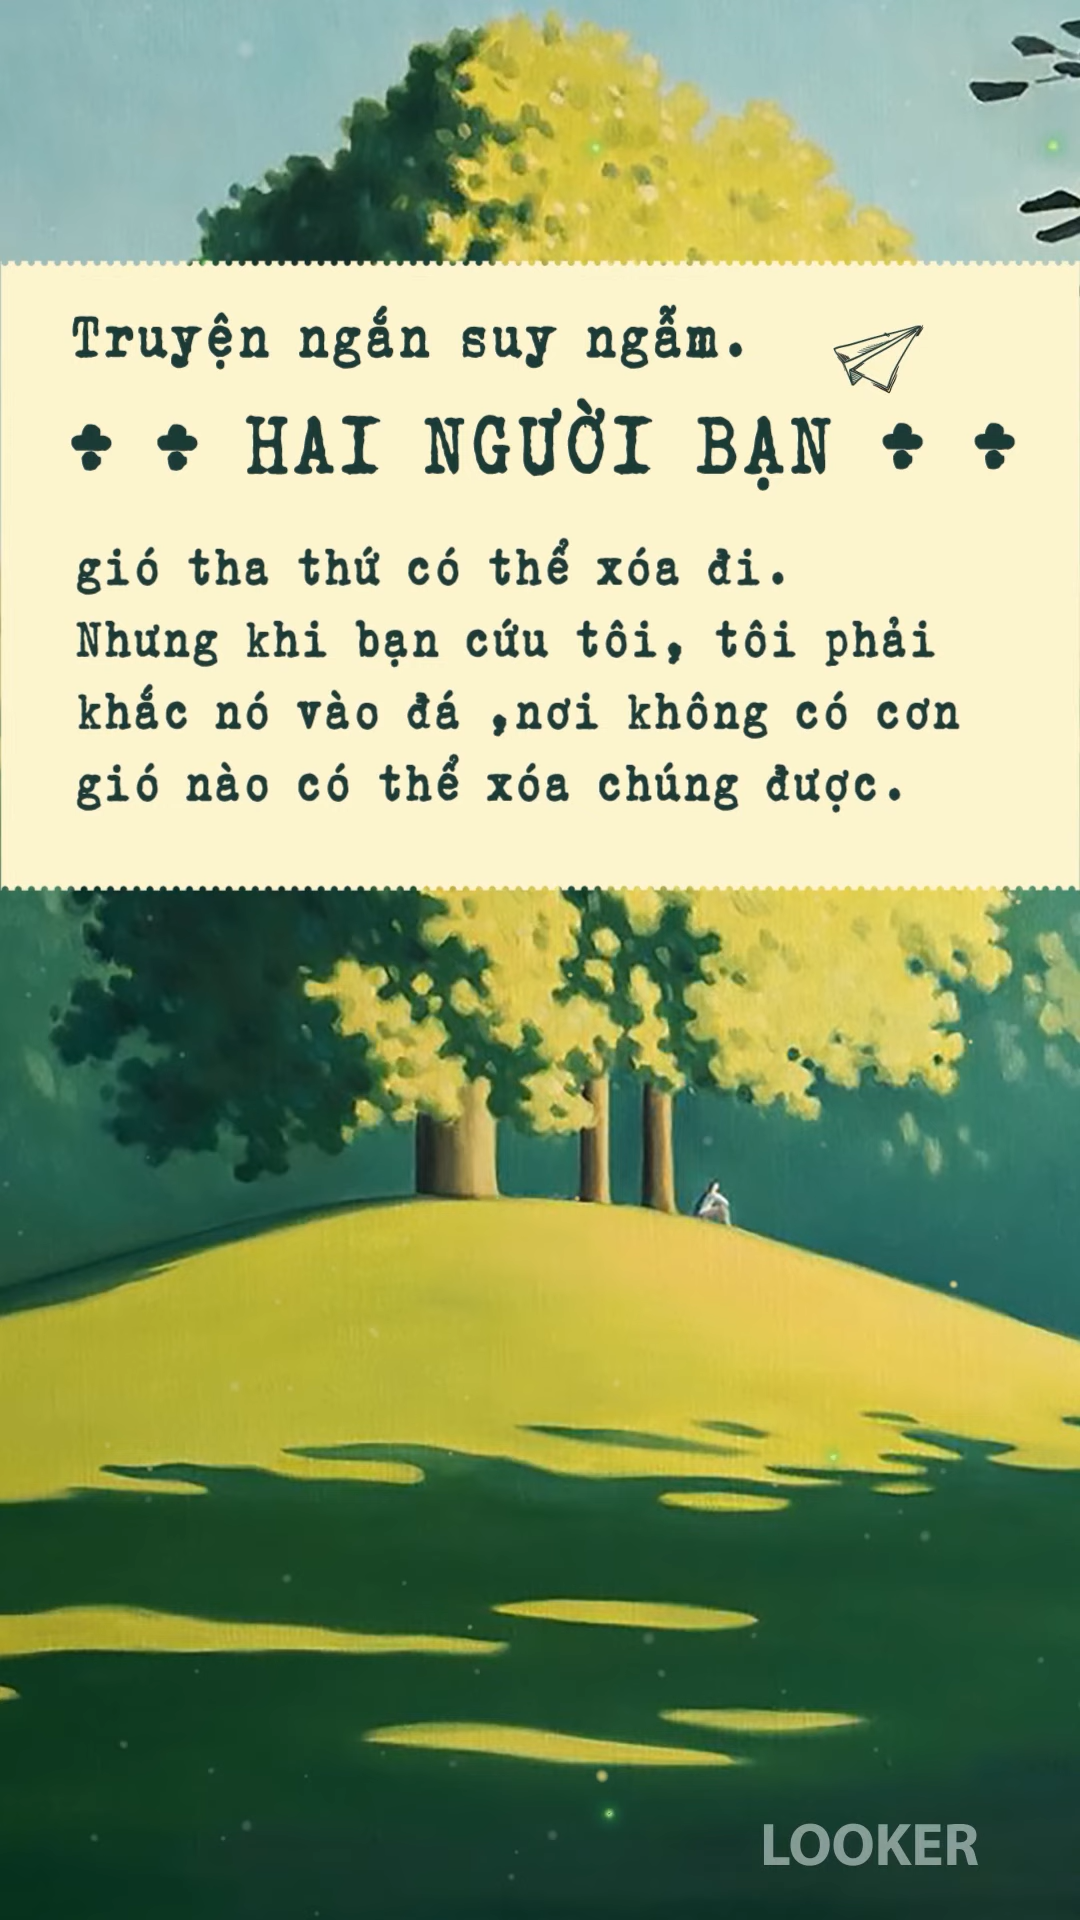 Truyện ngắn suy ngẫm.
HAI NGƯỜI BẠN
gió tha thứ có thể xóa đi.
Nhưng khi bạn cứu tôi, tôi phải
khắc nó vào đá ,nơi không có cơn
gió nào có thể xóa chúng được.
LOOKER